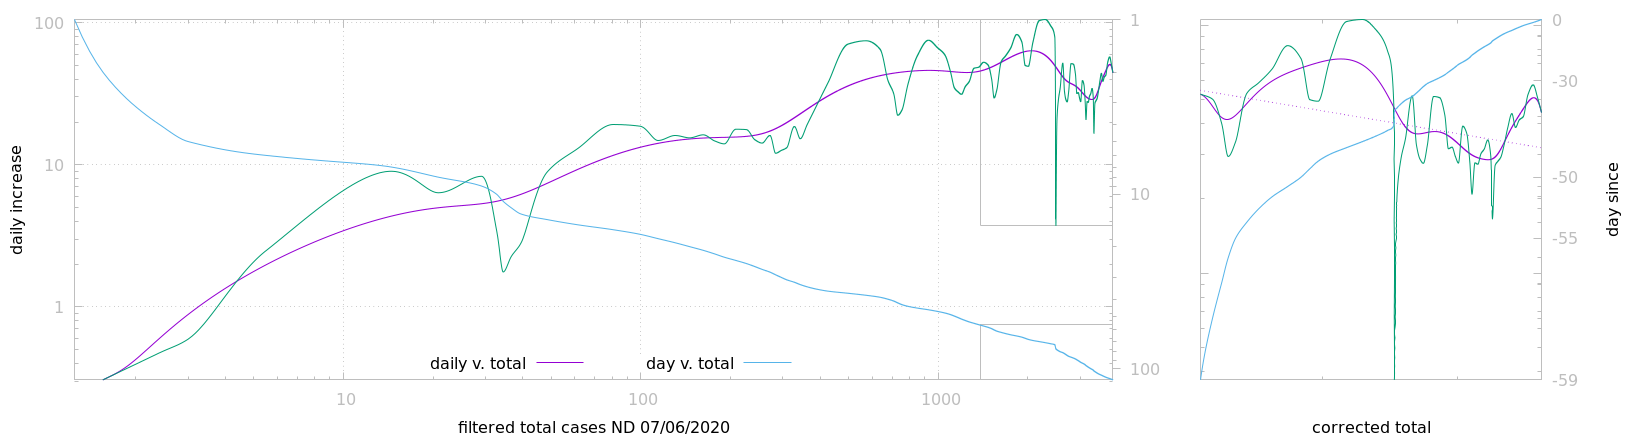 100
10
1
daily increase
10
100
1000
filtered total cases ND 07/06/2020
daily v. total
day v. total
1
10
100
0
-30
-50
-55
-59
day since
corrected total